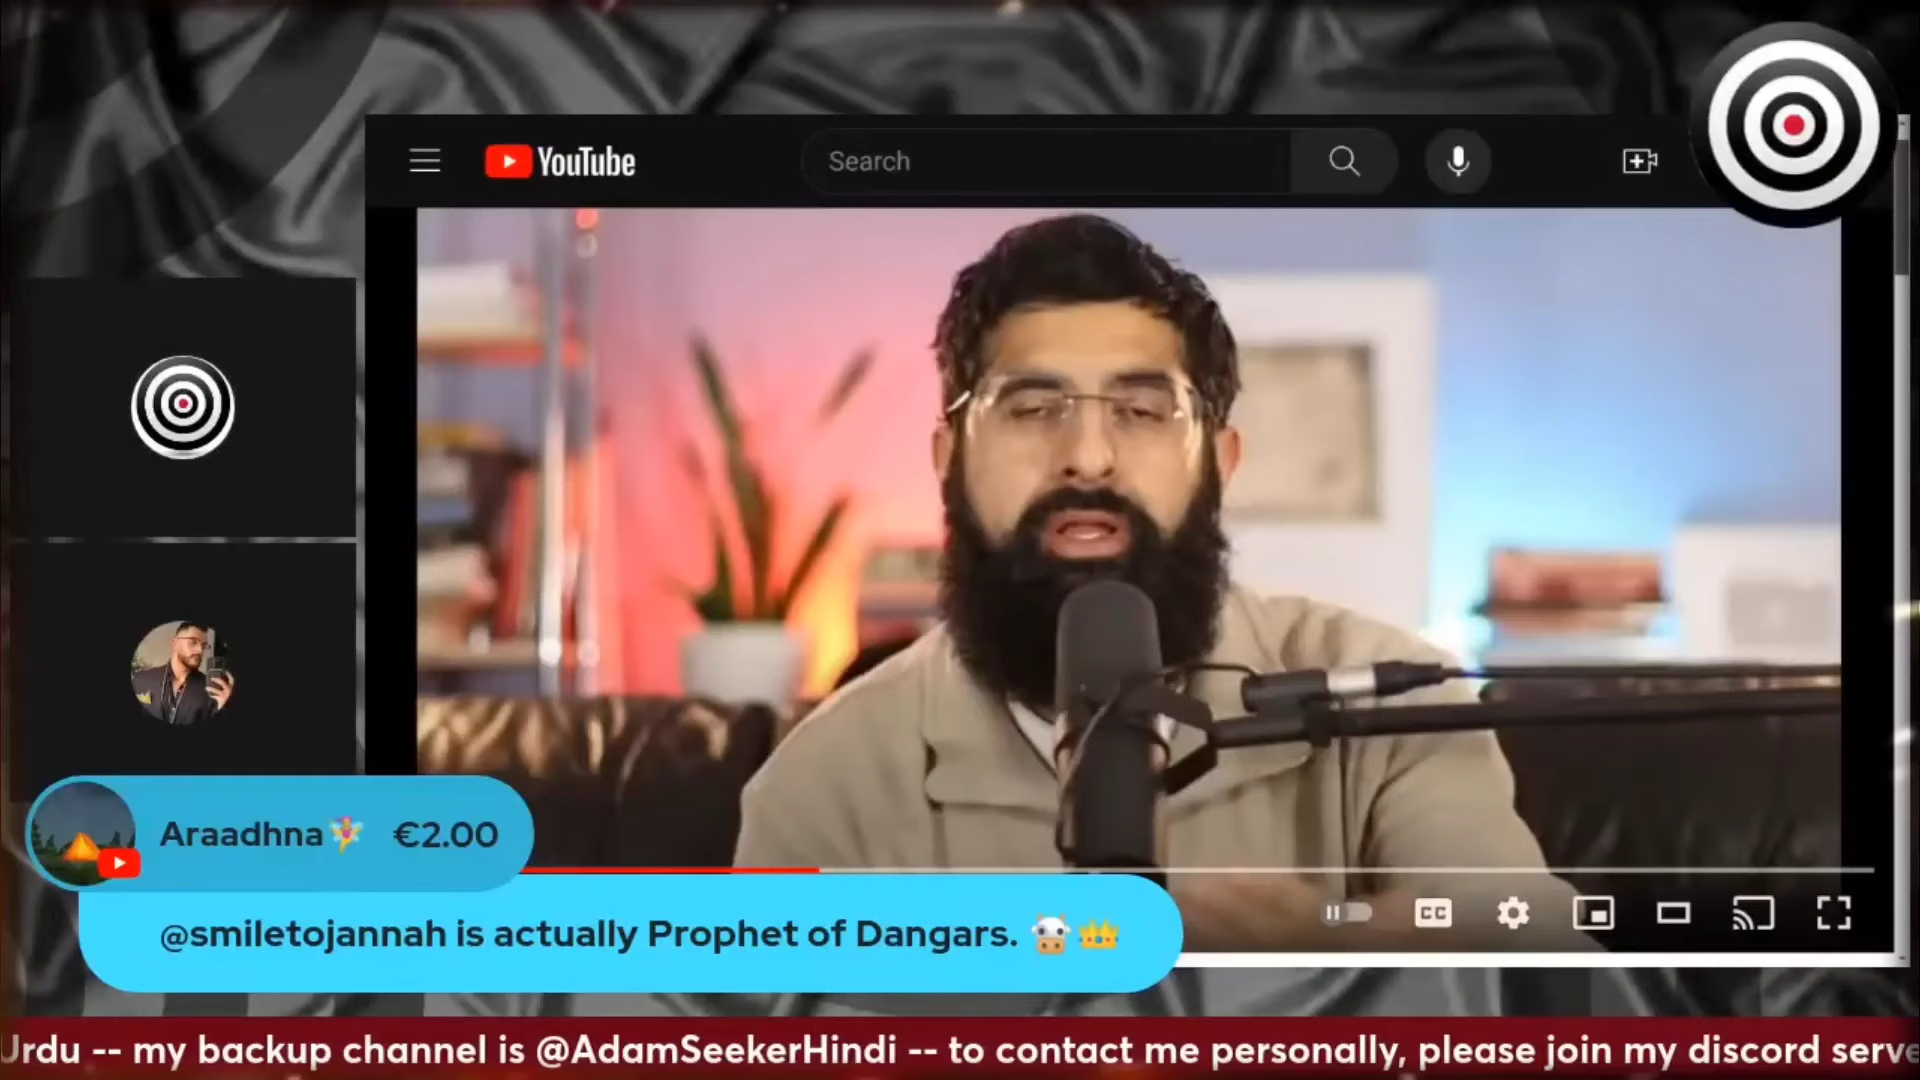 YouTube
Search
Araadhna €2.00
@smiletojannah is actually Prophet of Dangars.
CC
Urdu -- my backup channel is @AdamSeekerHindi -- to contact me personally, please join my discord serve